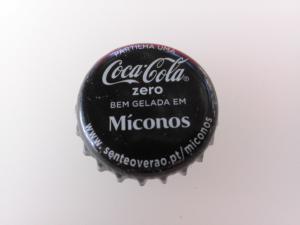 PARTILHA UMA
Coca-Cola®
zero
BEM GELADA EM
Míconos
www.senteoverao.pt/miconos